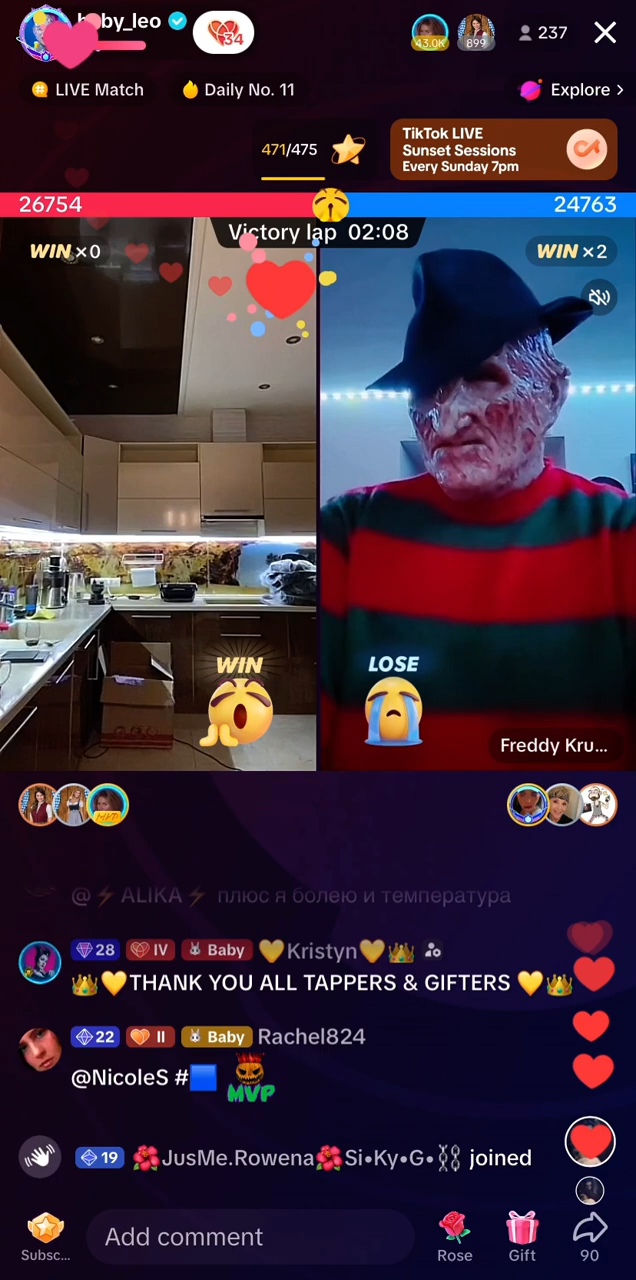 baby_leo
34
43.0K
899
237
LIVE Match
Daily No. 11
Explore >
471/475
TikTok LIVE
Sunset Sessions
Every Sunday 7pm
26754
24763
Victory lap 02:08
WIN ×0
WIN ×2
WIN
LOSE
Freddy Kru...
@⚡ALIKA⚡ плюс я болею и температура
28 IV Baby 💛Kristyn💛👑
👑💛THANK YOU ALL TAPPERS & GIFTERS 💛👑
22 II Baby Rachel824
@NicoleS #🟦 MVP
19 🌺JusMe.Rowena🌺Si•Ky•G•⛓ joined
Add comment
Subsc...
Rose
Gift
90